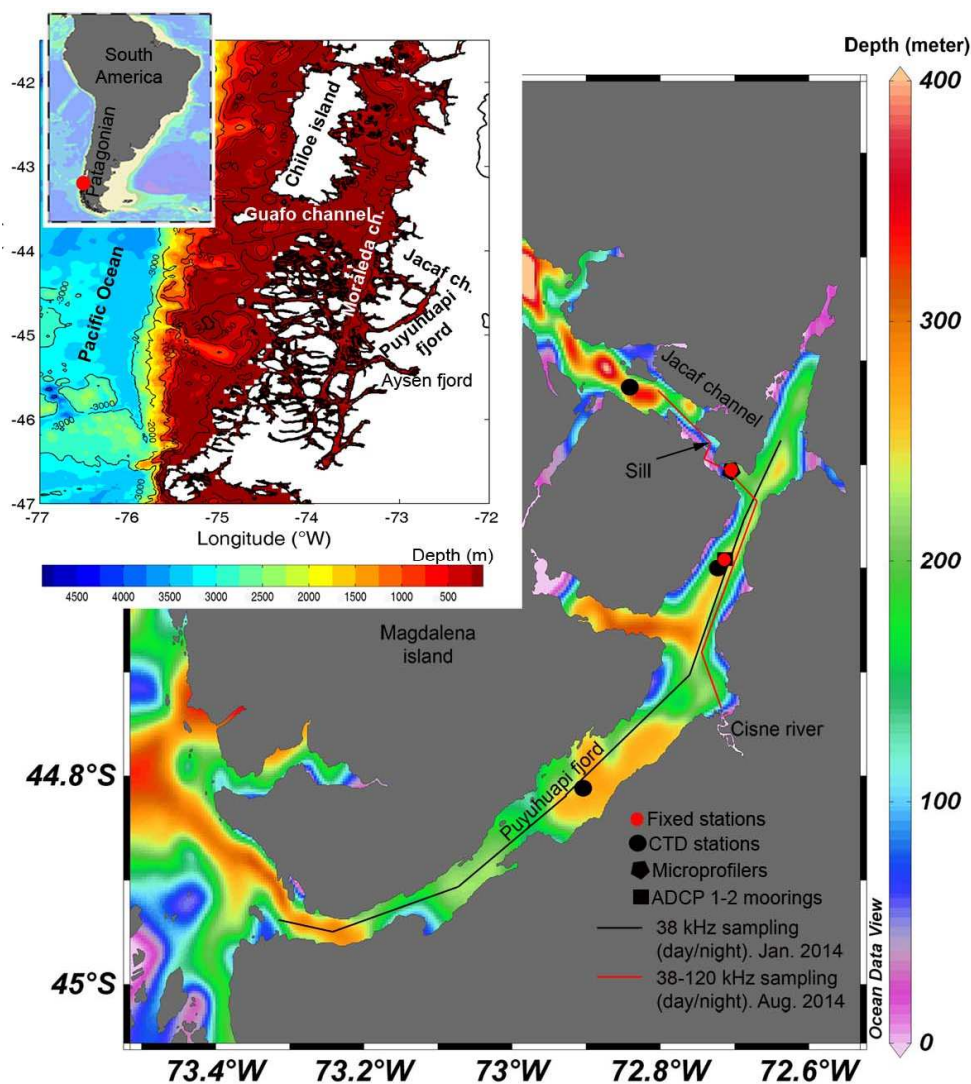 South
America
Patagonian
-42
-43
-44
-45
-46
-47
Chiloe island
Guafo channel
Moraleda ch.
Jacaf ch.
Puyuhuapi
fjord
Aysen fjord
Pacific Ocean
-3000
-3000
-3000
-2000
-77
-76
-75
-74
-73
-72
Longitude (°W)
Depth (m)
4500
4000
3500
3000
2500
2000
1500
1000
500
Depth (meter)
400
300
200
100
0
Ocean Data View
Jacaf channel
Sill
Magdalena
island
Cisne river
Puyuhuapi fjord
Fixed stations
CTD stations
Microprofilers
ADCP 1-2 moorings
38 kHz sampling
(day/night). Jan. 2014
38-120 kHz sampling
(day/night). Aug. 2014
44.8°S
45°S
73.4°W
73.2°W
73°W
72.8°W
72.6°W